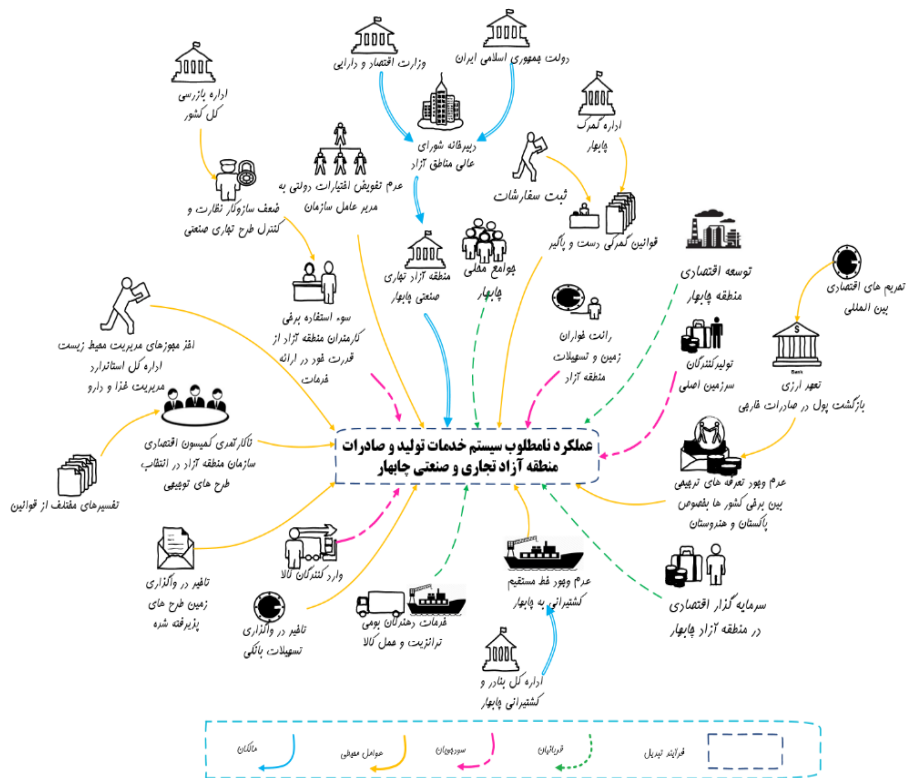 دولت جمهوری اسلامی ایران
وزارت اقتصاد و دارایی
اداره بازرسی
کل کشور
اداره گمرک
چابهار
دبیرخانه شورای
عالی مناطق آزاد
عدم تفویض اختیارات دولتی به
مدیر عامل سازمان
ثبت سفارشات
ضعف سازوکار نظارت و
کنترل طرح تجاری صنعتی
قوانین گمرکی دست و پاگیر
منطقه آزاد تجاری
صنعتی چابهار
جوامع محلی
چابهار
توسعه اقتصادی
منطقه چابهار
تحریم های اقتصادی
بین المللی
سوء استفاده برخی
کارمندان منطقه آزاد از
قدرت خود در ارائه
خدمات
رانت خواران
زمین و تسهیلات
منطقه آزاد
اخذ مجوزهای مدیریت محیط زیست
اداره کل استاندارد
مدیریت غذا و دارو
تولیدکنندگان
سرزمین اصلی
Bank
تعهد ارزی
بازگشت پول در صادرات خارجی
عملکرد نامطلوب سیستم خدمات تولید و صادرات
منطقه آزاد تجاری و صنعتی چابهار
ناکارآمدی کمیسیون اقتصادی
سازمان منطقه آزاد در انتخاب
طرح های توجیهی
تفسیرهای مختلف از قوانین
عدم وجود تعرفه های ترجیحی
بین برخی کشور ها بخصوص
پاکستان و هندوستان
تاخیر در واگذاری
زمین طرح های
پذیرفته شده
وارد کنندگان کالا
تاخیر در واگذاری
تسهیلات بانکی
خدمات دهندگان بومی
ترانزیت و حمل کالا
عدم وجود خط مستقیم
کشتیرانی به چابهار
سرمایه گذار اقتصادی
در منطقه آزاد چابهار
اداره کل بنادر و
کشتیرانی چابهار
فرایند تبدیل
قربانیان
سودبران
عوامل محیطی
مالکان